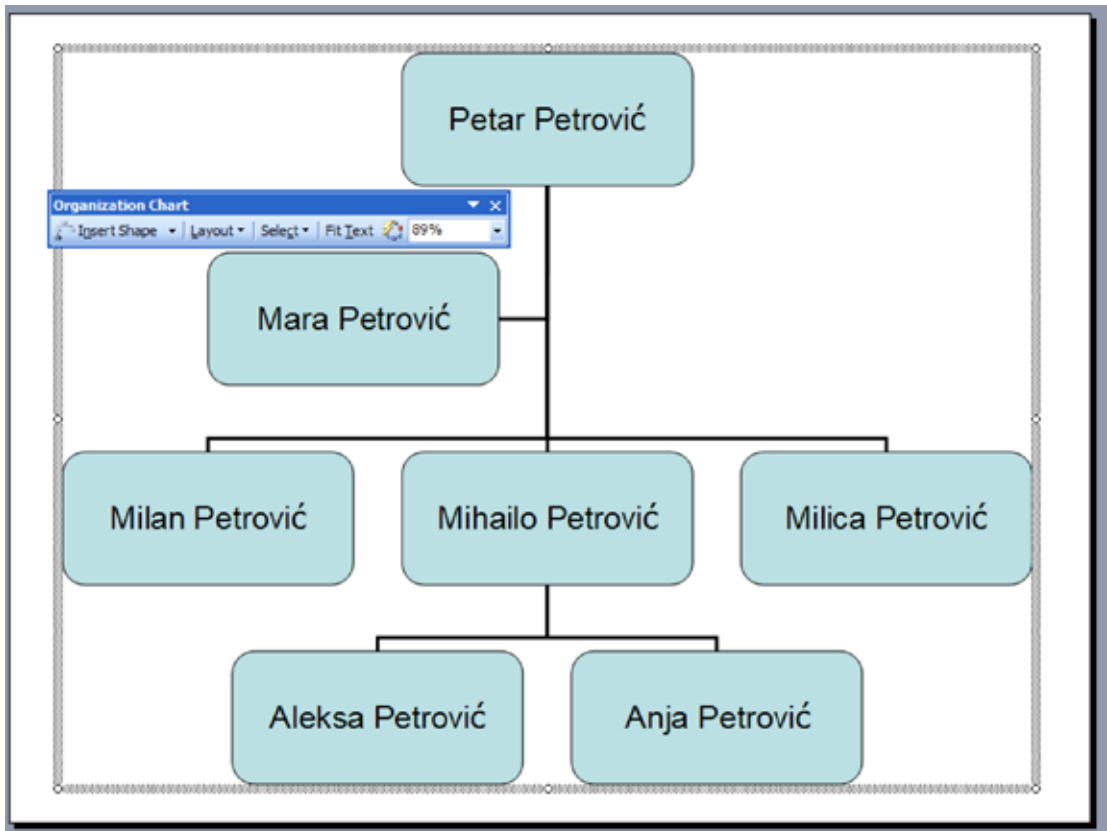 Petar Petrović
Organization Chart
Insert Shape Layout Select Fit Text 89%
Mara Petrović
Milan Petrović Mihailo Petrović Milica Petrović
Aleksa Petrović Anja Petrović